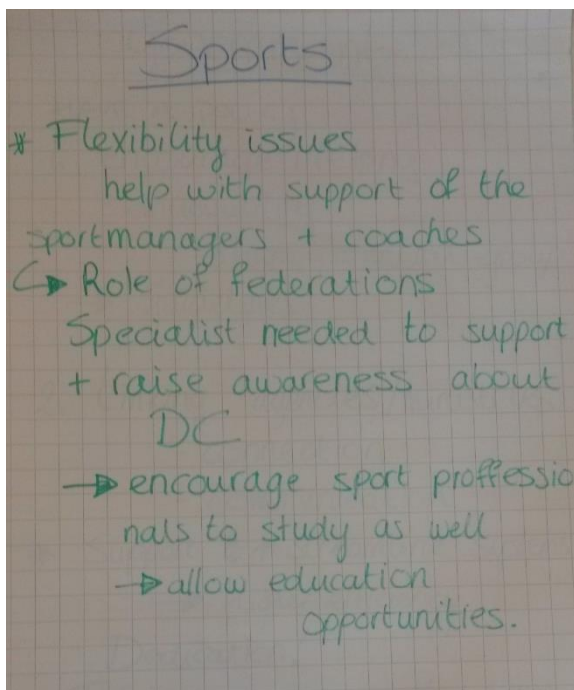 Sports
* Flexibility issues
help with support of the
sportmanagers + coaches
↳ Role of federations
Specialist needed to support
+ raise awareness about
DC
→ encourage sport proffessio
nals to study as well
→ allow education
opportunities.